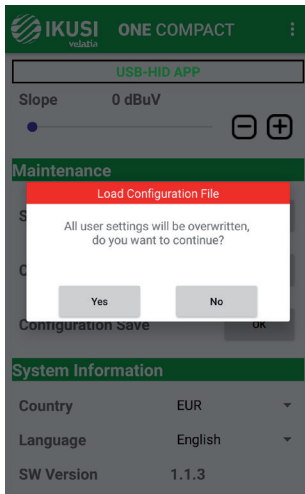 IKUSI
velatia
ONE COMPACT
USB-HID APP
Slope 0 dBuV
Maintenance
Load Configuration File
S
All user settings will be overwritten,
do you want to continue?
C
Yes No
Configuration Save OK
System Information
Country EUR
Language English
SW Version 1.1.3